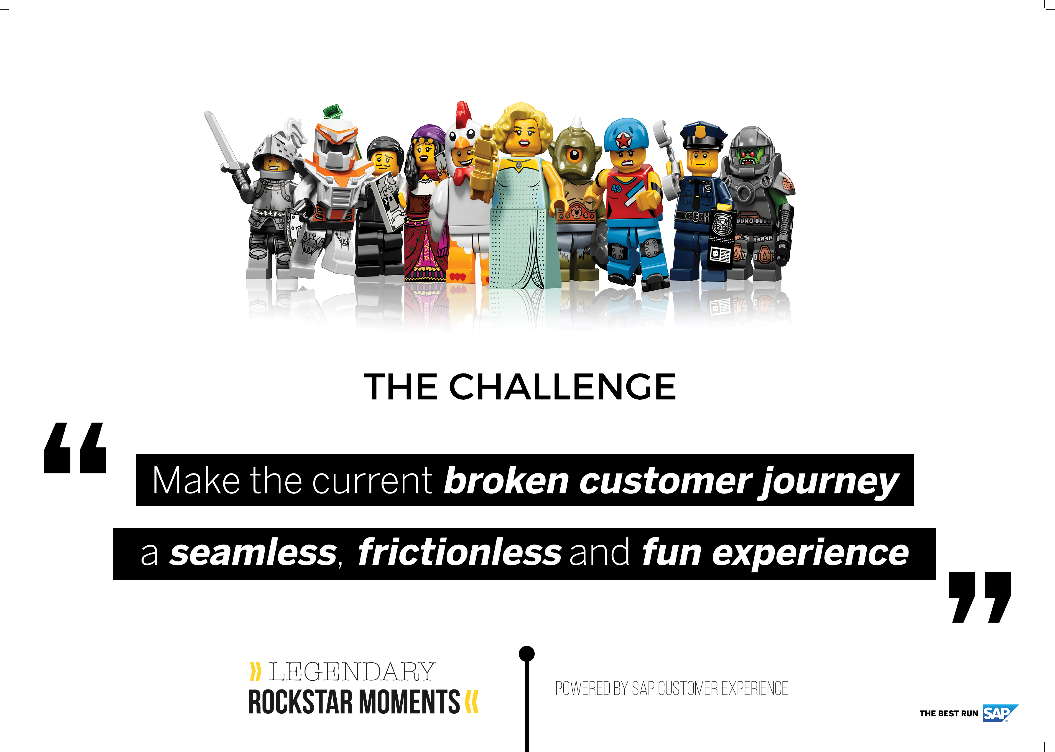 THE CHALLENGE
“
Make the current broken customer journey
a seamless, frictionless and fun experience
”
» LEGENDARY
ROCKSTAR MOMENTS «
POWERED BY SAP CUSTOMER EXPERIENCE
THE BEST RUN SAP